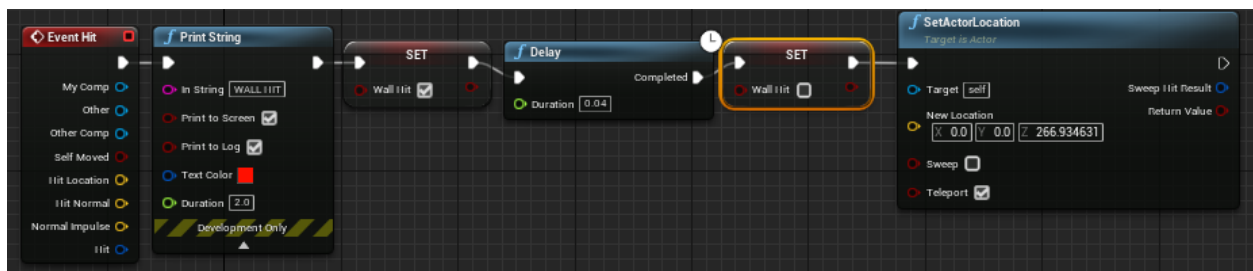 Event Hit
My Comp
Other
Other Comp
Self Moved
Hit Location
Hit Normal
Normal Impulse
Hit
f Print String
In String WALL HIT
Print to Screen
Print to Log
Text Color
Duration 2.0
Development Only
SET
Wall Hit
f Delay
Completed
Duration 0.04
SET
Wall Hit
f SetActorLocation
Target is Actor
Target self
Sweep Hit Result
Return Value
New Location
X 0.0 Y 0.0 Z 266.934631
Sweep
Teleport